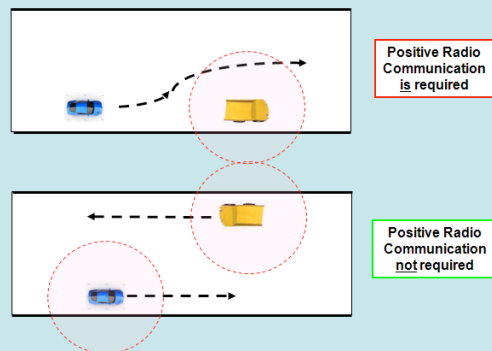 Positive Radio
Communication
is required
Positive Radio
Communication
not required